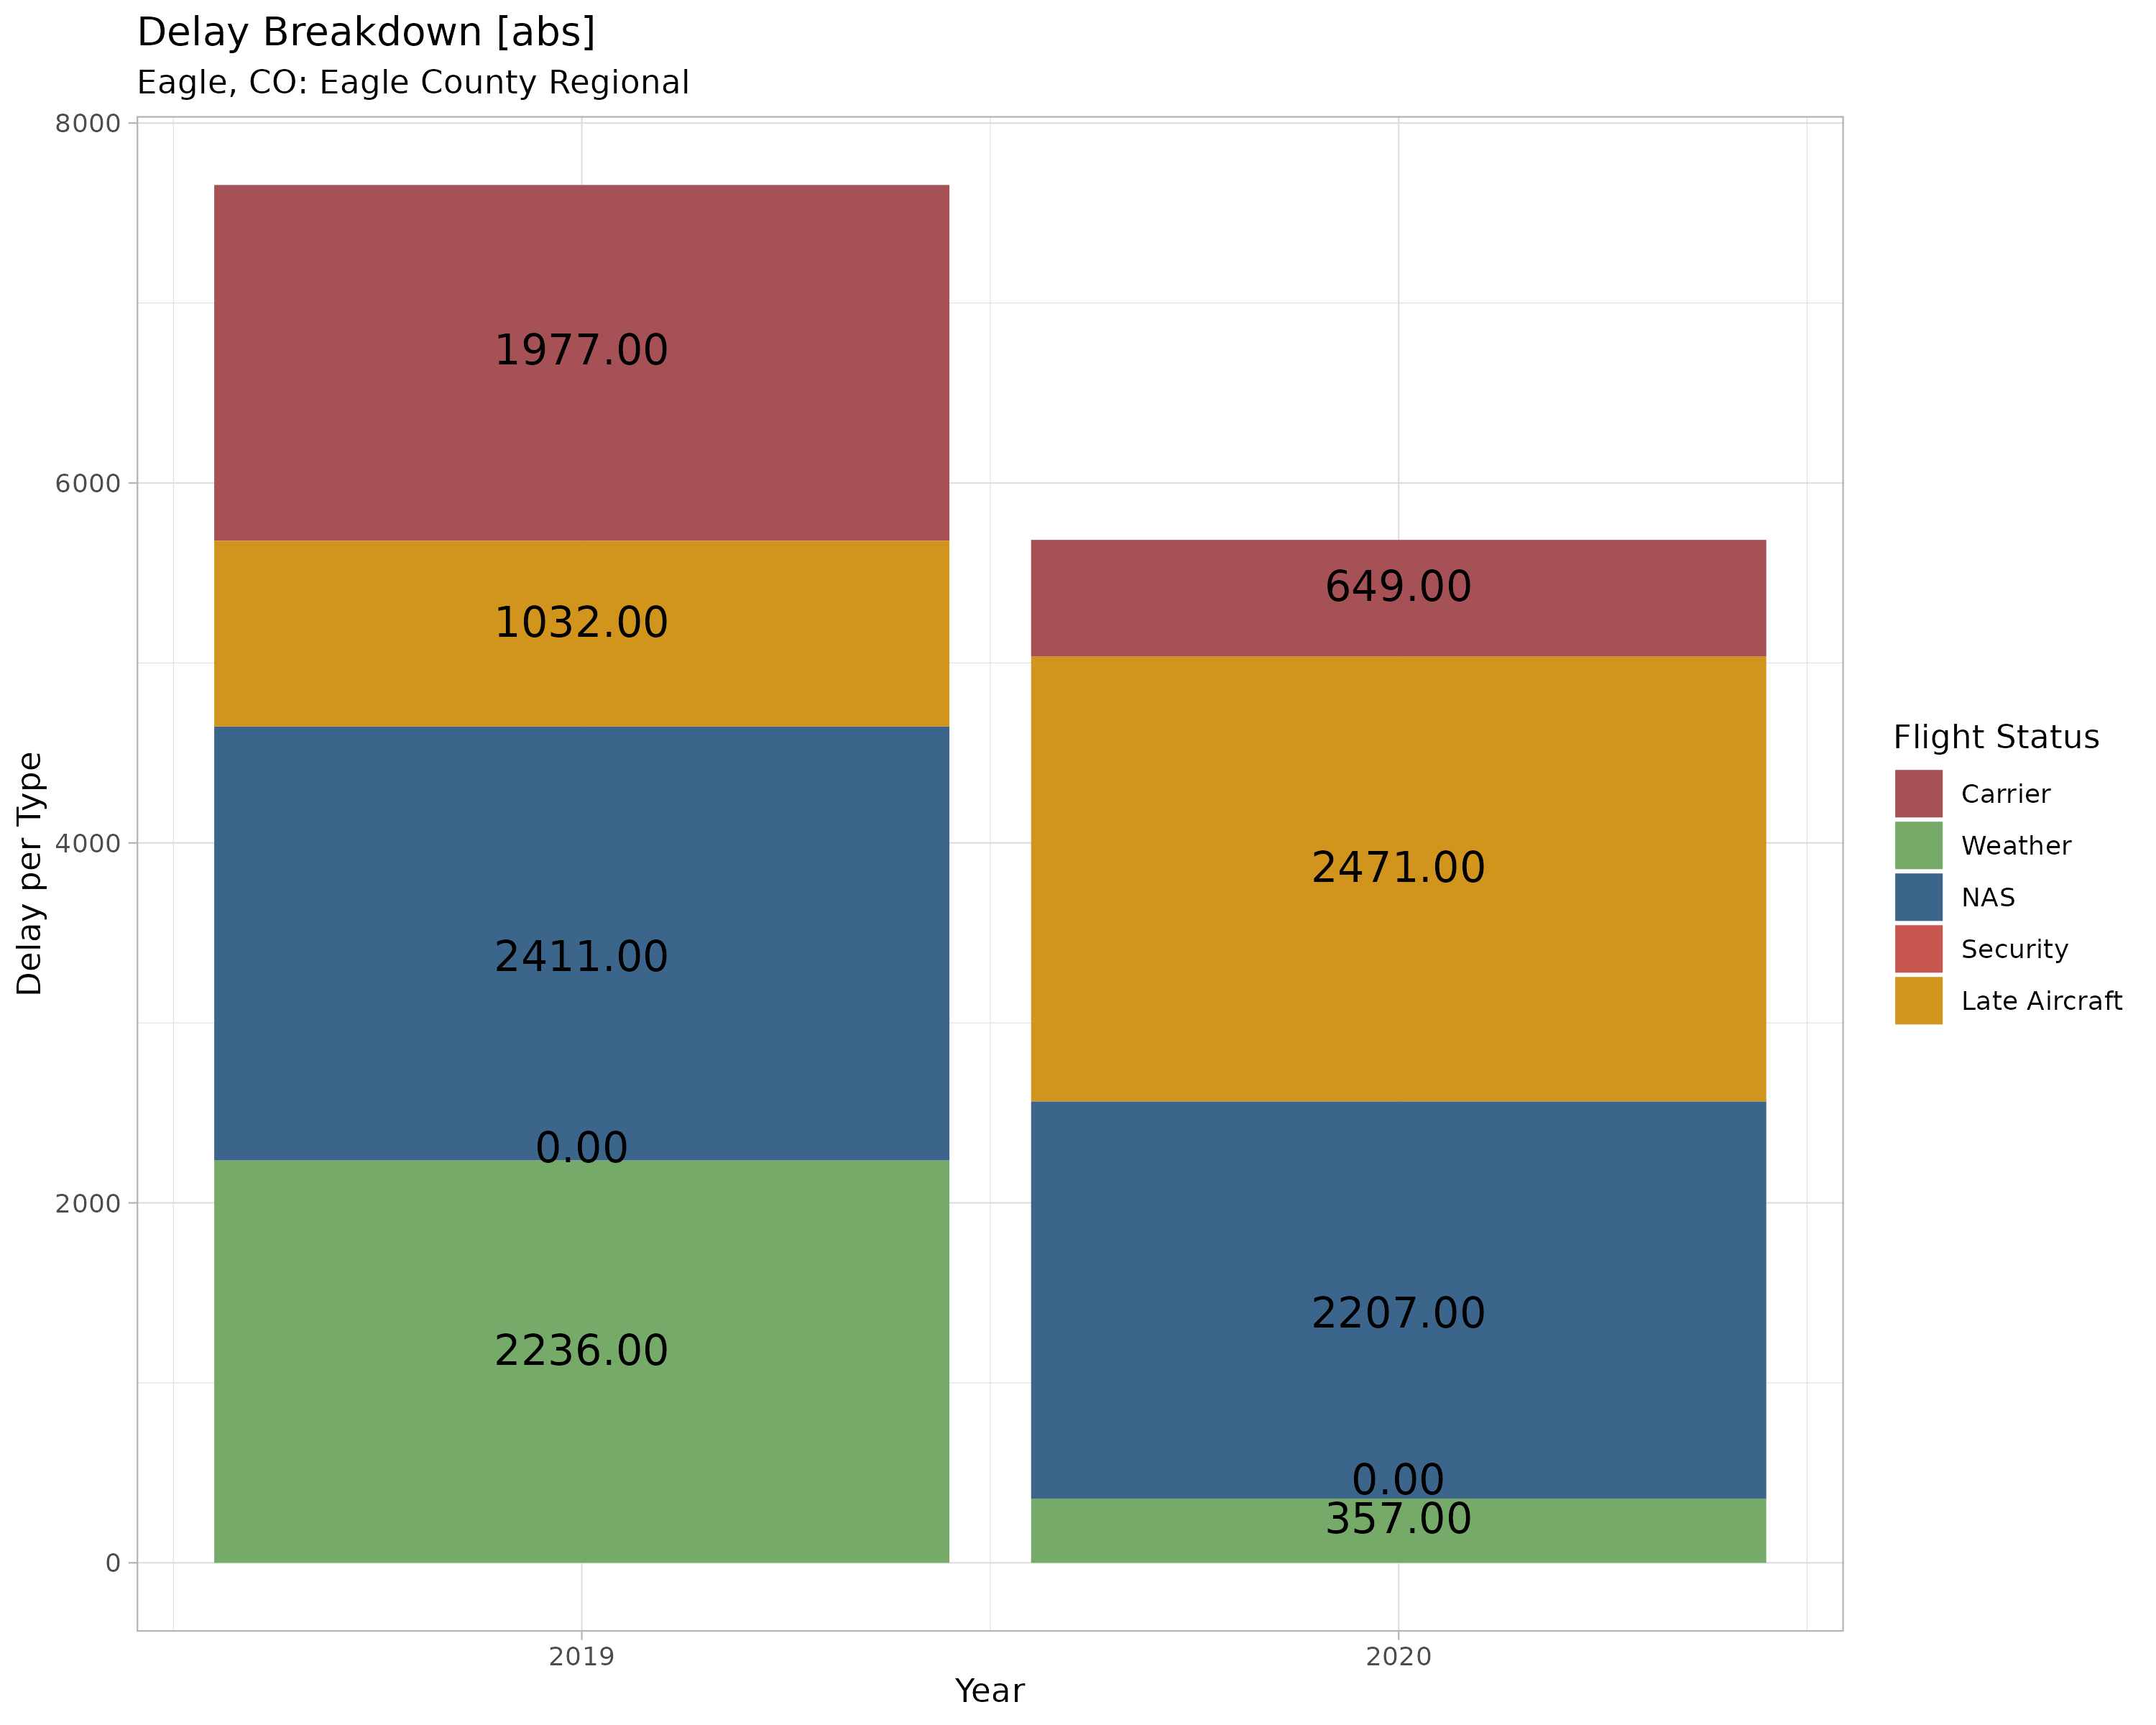 Delay Breakdown [abs]
Eagle, CO: Eagle County Regional
Delay per Type
8000
6000
4000
2000
0
1977.00
1032.00
2411.00
0.00
2236.00
649.00
2471.00
2207.00
0.00
357.00
2019
2020
Year
Flight Status
Carrier
Weather
NAS
Security
Late Aircraft